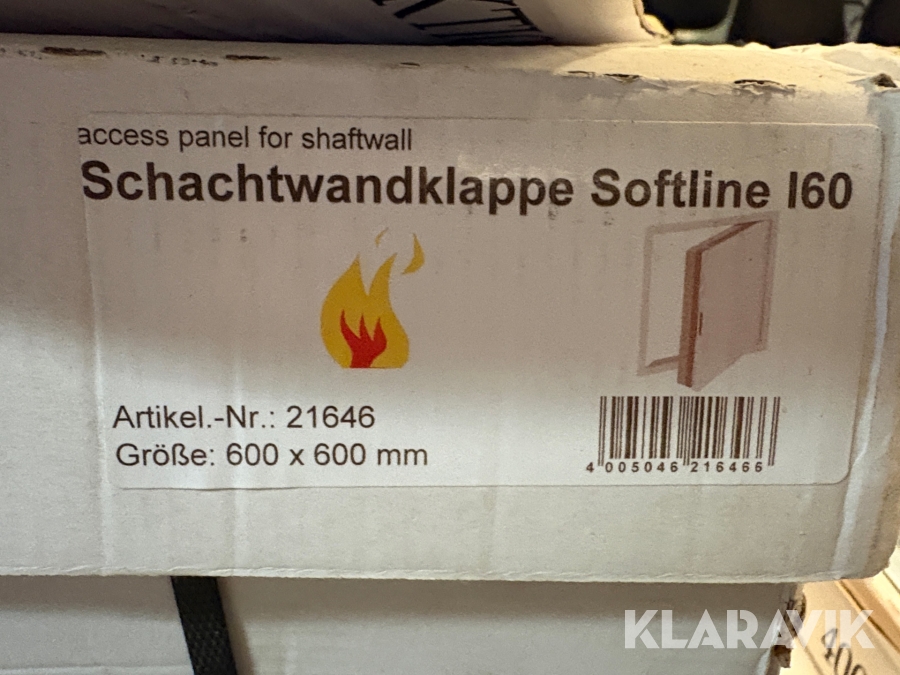 access panel for shaftwall
Schachtwandklappe Softline I60
Artikel.-Nr.: 21646
Größe: 600 x 600 mm
4 005046 216466
KLARAVIK